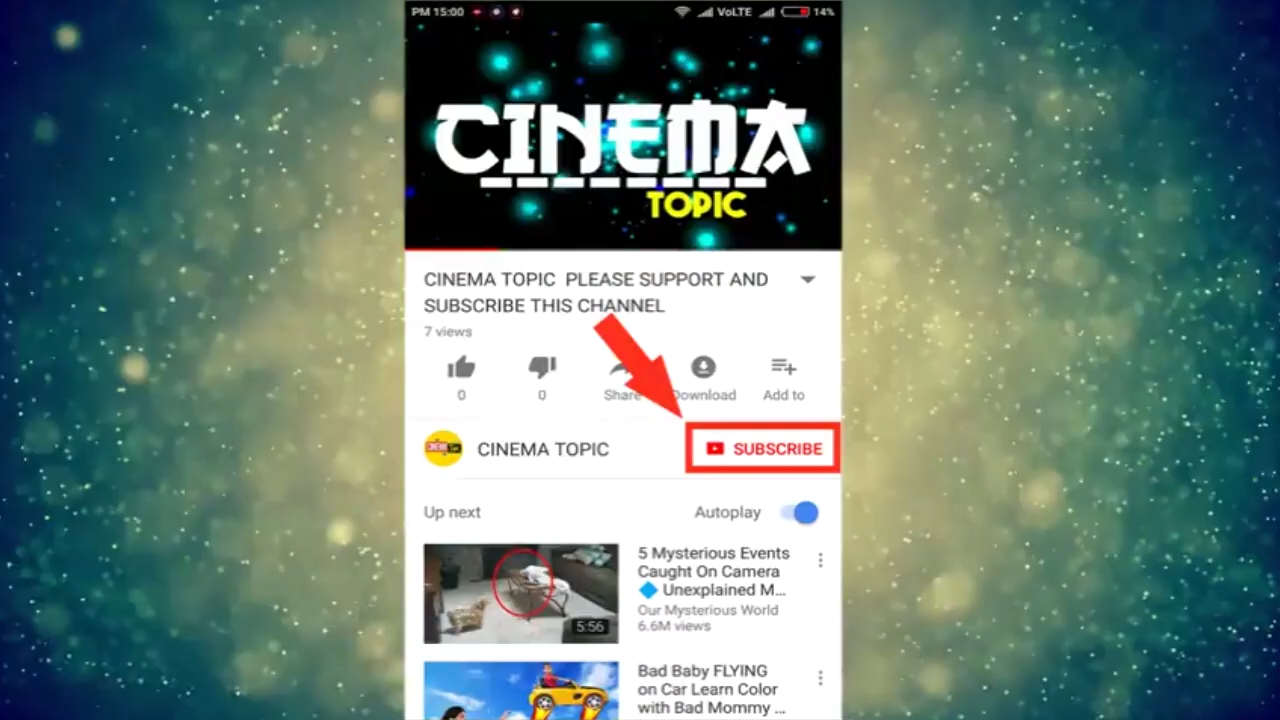 PM 15:00
VoLTE
14%
CINEMA
TOPIC
CINEMA TOPIC PLEASE SUPPORT AND
SUBSCRIBE THIS CHANNEL
7 views
0
0
Share
Download
Add to
CINEMA TOPIC
SUBSCRIBE
Up next
Autoplay
5 Mysterious Events
Caught On Camera
🔷 Unexplained M...
Our Mysterious World
6.6M views
5:56
Bad Baby FLYING
on Car Learn Color
with Bad Mommy ...